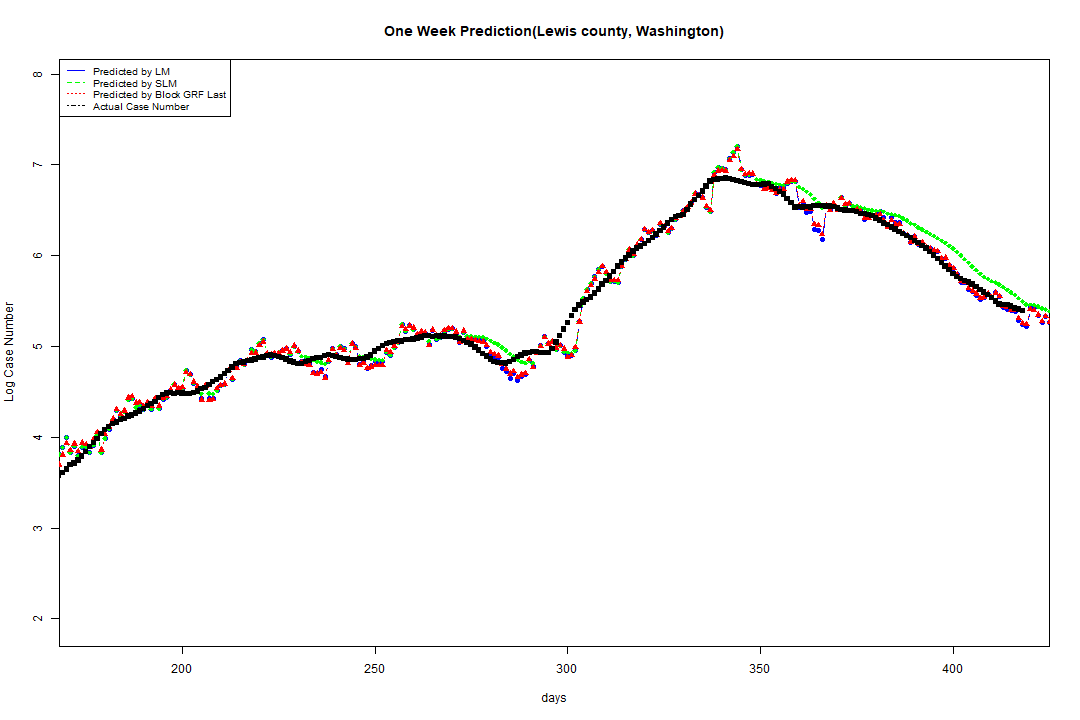 One Week Prediction(Lewis county, Washington)
Predicted by LM
Predicted by SLM
Predicted by Block GRF Last
Actual Case Number
8
7
6
5
4
3
2
Log Case Number
200 250 300 350 400
days